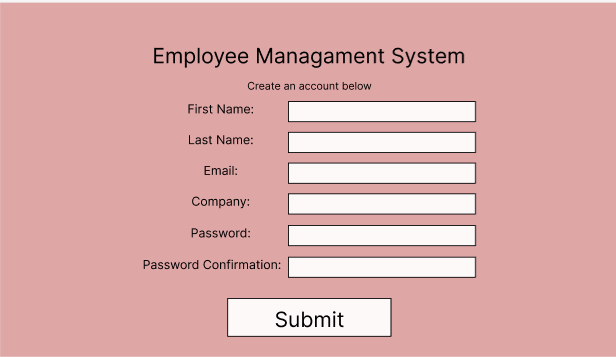 Employee Managament System
Create an account below
First Name:
Last Name:
Email:
Company:
Password:
Password Confirmation:
Submit